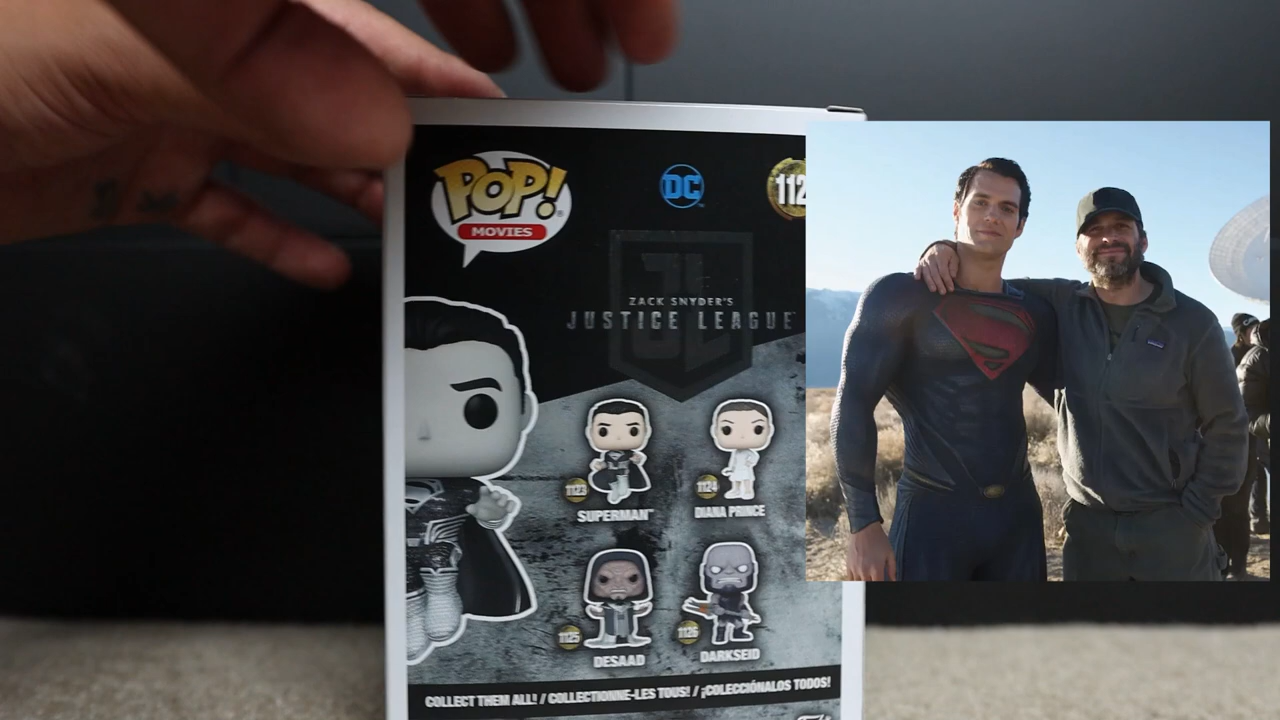 POP!
MOVIES
DC
112
JL
ZACK SNYDER'S
JUSTICE LEAGUE
1123
SUPERMAN™
1124
DIANA PRINCE
1125
DESAAD
1126
DARKSEID
COLLECT THEM ALL! / COLLECTIONNE-LES TOUS! / ¡COLECCIÓNALOS TODOS!